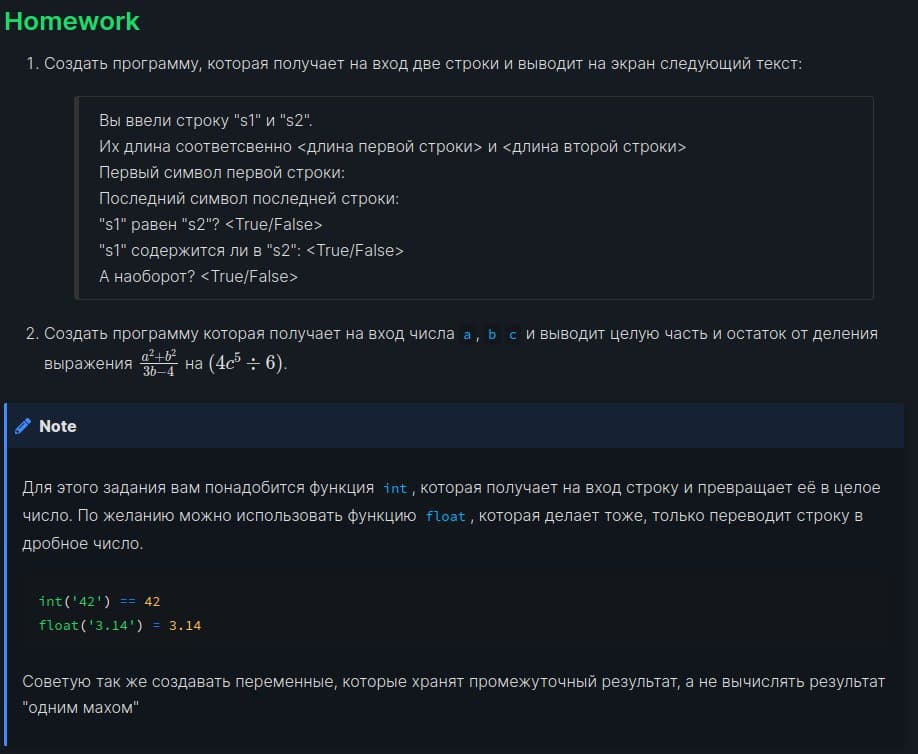 Homework
1. Создать программу, которая получает на вход две строки и выводит на экран следующий текст:
Вы ввели строку "s1" и "s2".
Их длина соответсвенно <длина первой строки> и <длина второй строки>
Первый символ первой строки:
Последний символ последней строки:
"s1" равен "s2"? <True/False>
"s1" содержится ли в "s2": <True/False>
А наоборот? <True/False>
2. Создать программу которая получает на вход числа a, b c и выводит целую часть и остаток от деления
выражения $\frac{a^2+b^2}{3b-4}$ на $(4c^5 \div 6)$.
Note
Для этого задания вам понадобится функция int, которая получает на вход строку и превращает её в целое
число. По желанию можно использовать функцию float, которая делает тоже, только переводит строку в
дробное число.
int('42') == 42
float('3.14') = 3.14
Советую так же создавать переменные, которые хранят промежуточный результат, а не вычислять результат
"одним махом"